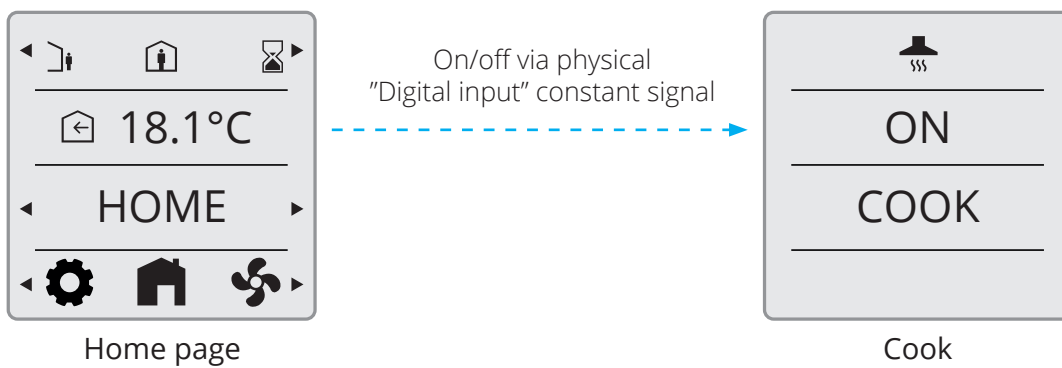 On/off via physical
”Digital input” constant signal
18.1°C
HOME
ON
COOK
Home page
Cook